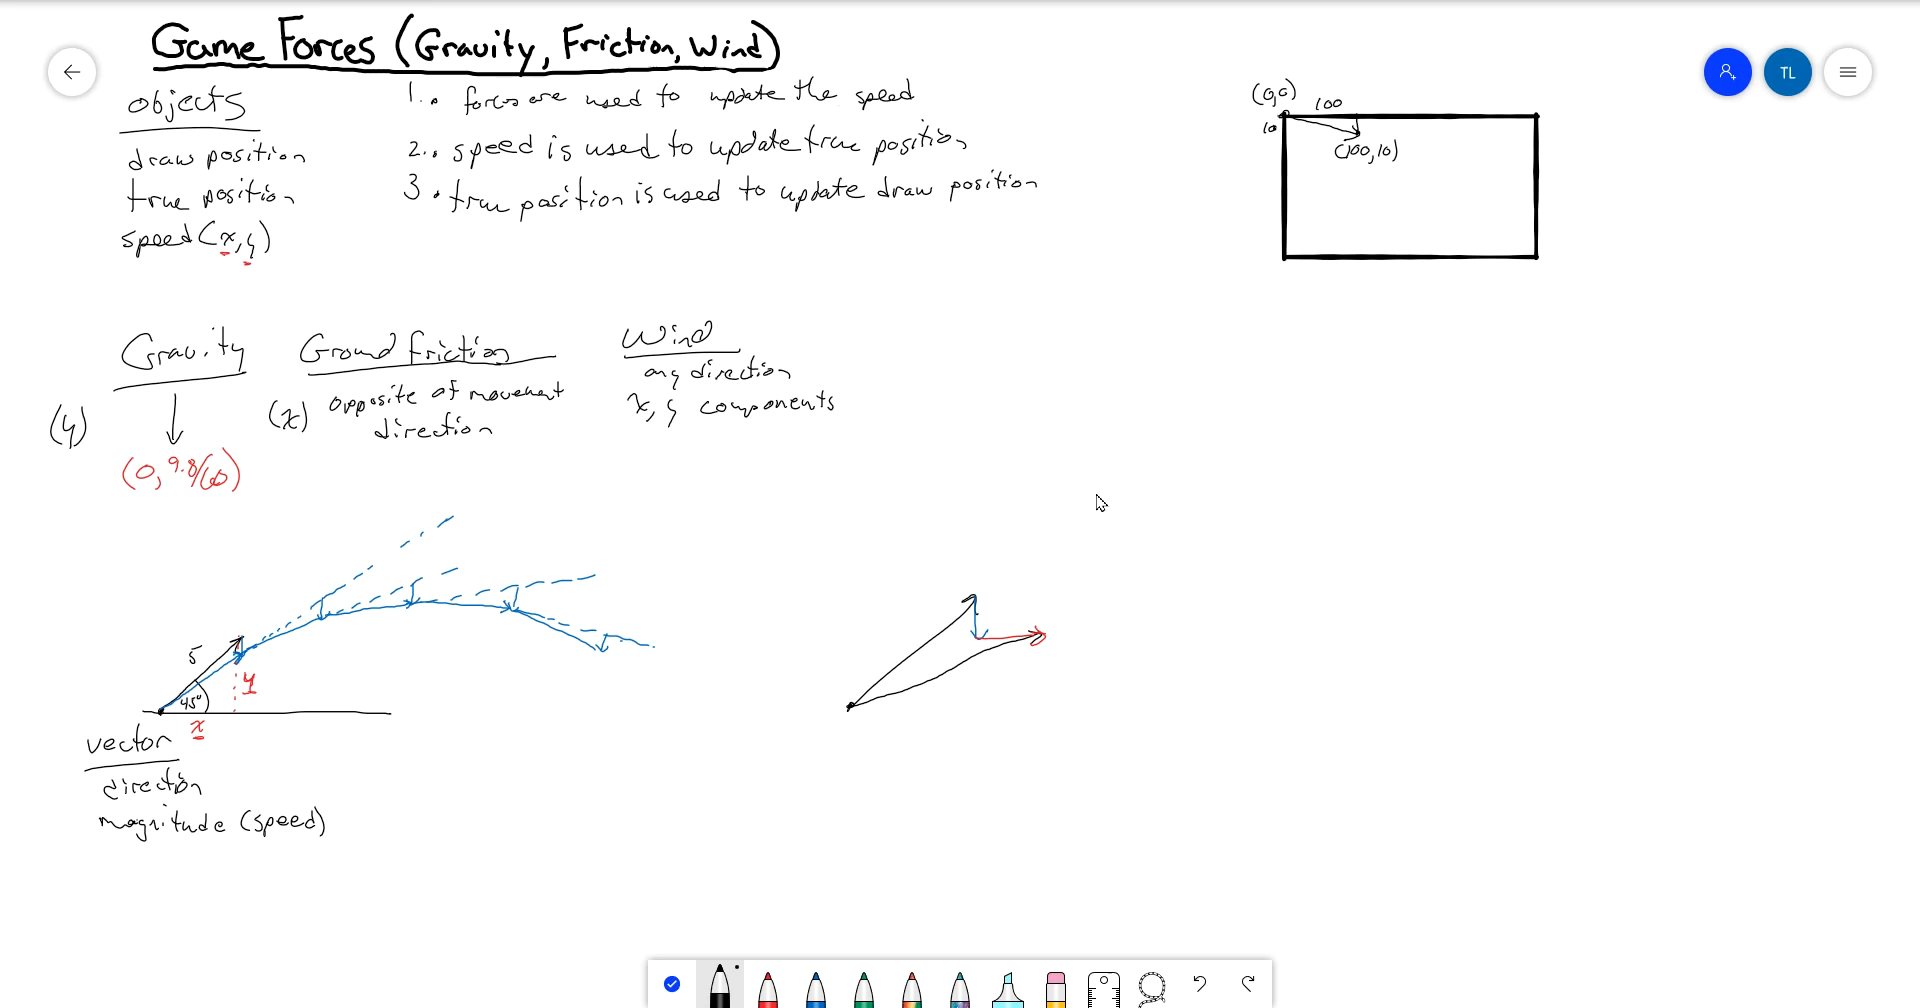 Game Forces (Gravity, Friction, Wind)
objects
draw position
true position
speed (x,y)
1. • forces are used to update the speed
2. • speed is used to update true position
3 • true position is used to update draw position
(0,0)
100
10
(100,10)
TL
Gravity
(y)
(0, 9.8/60)
Ground friction
(x) opposite of movement
direction
Wind
any direction
x, y components
5
45°
y
x
vector
direction
magnitude (speed)